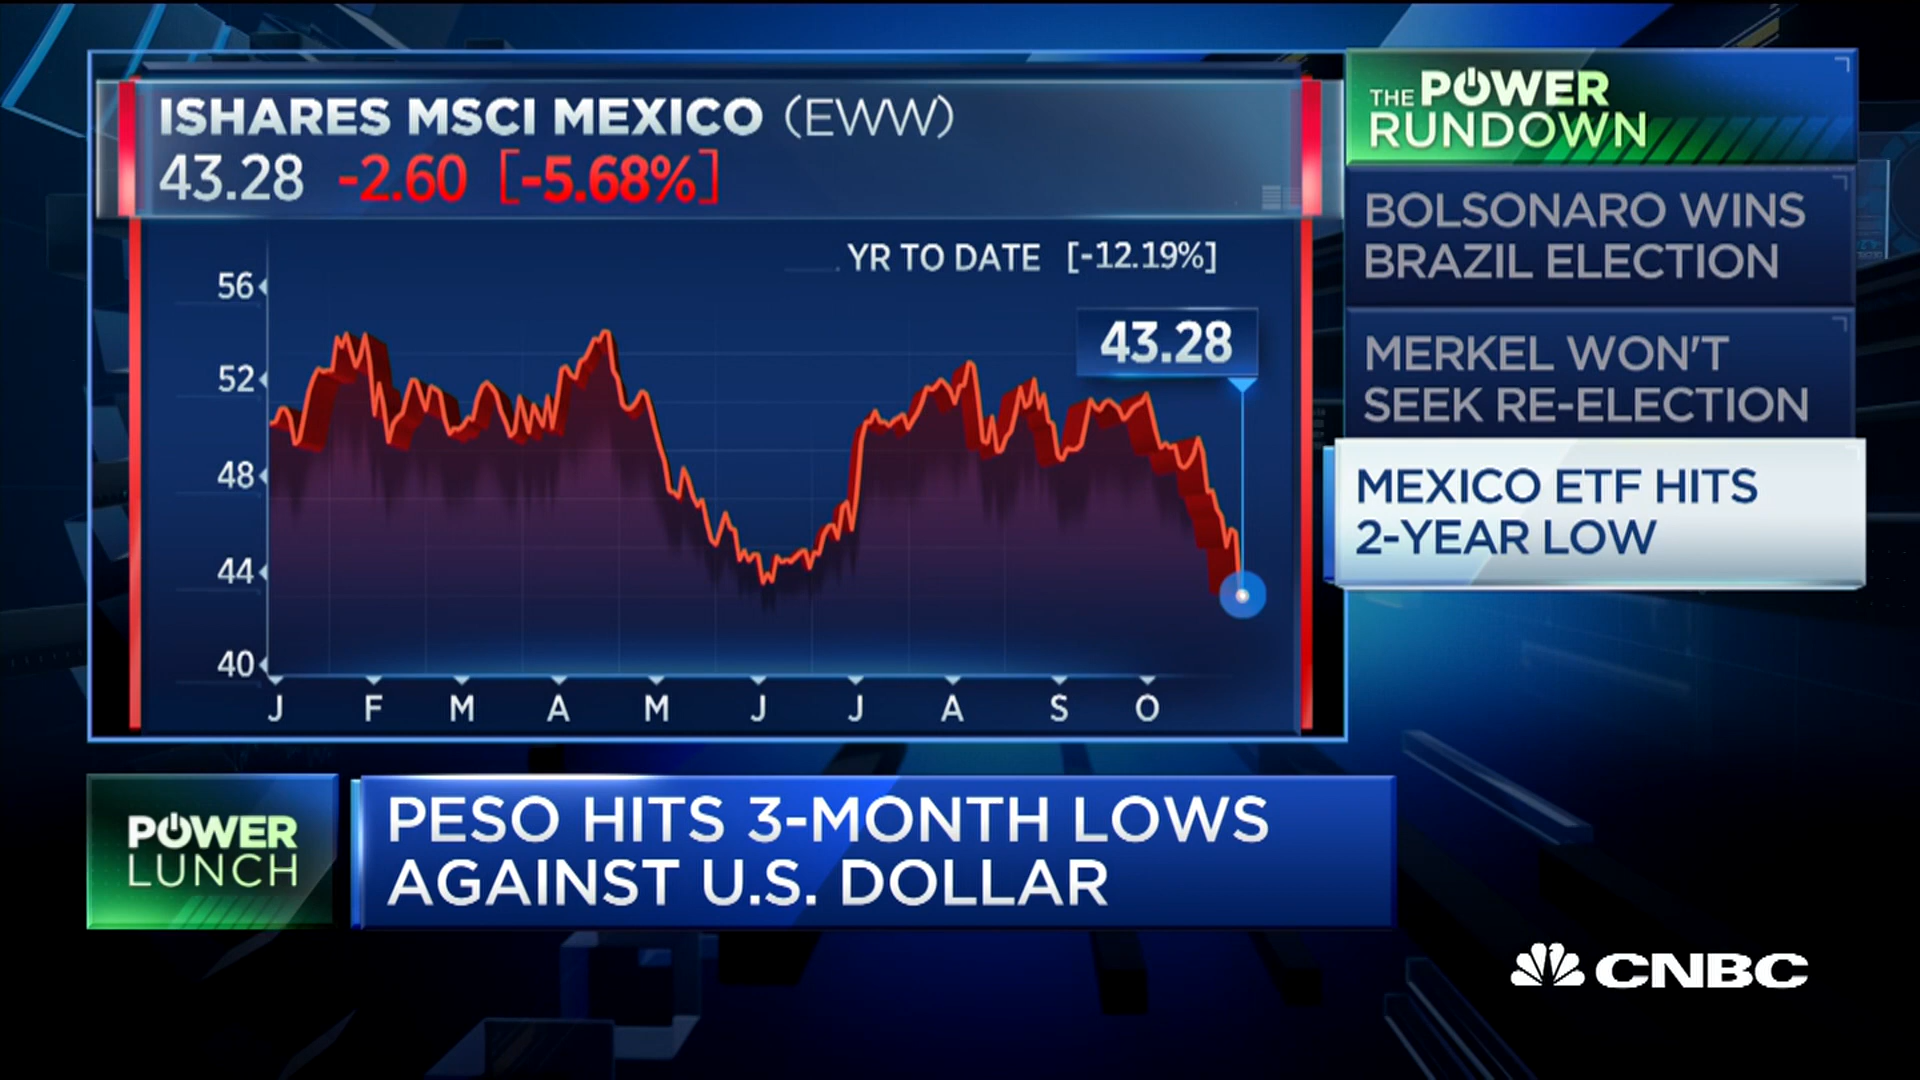 ISHARES MSCI MEXICO (EWW)
43.28 -2.60 [-5.68%]
YR TO DATE [-12.19%]
43.28
56
52
48
44
40
J F M A M J J A S O
THE POWER
RUNDOWN
BOLSONARO WINS
BRAZIL ELECTION
MERKEL WON'T
SEEK RE-ELECTION
MEXICO ETF HITS
2-YEAR LOW
POWER
LUNCH
PESO HITS 3-MONTH LOWS
AGAINST U.S. DOLLAR
CNBC